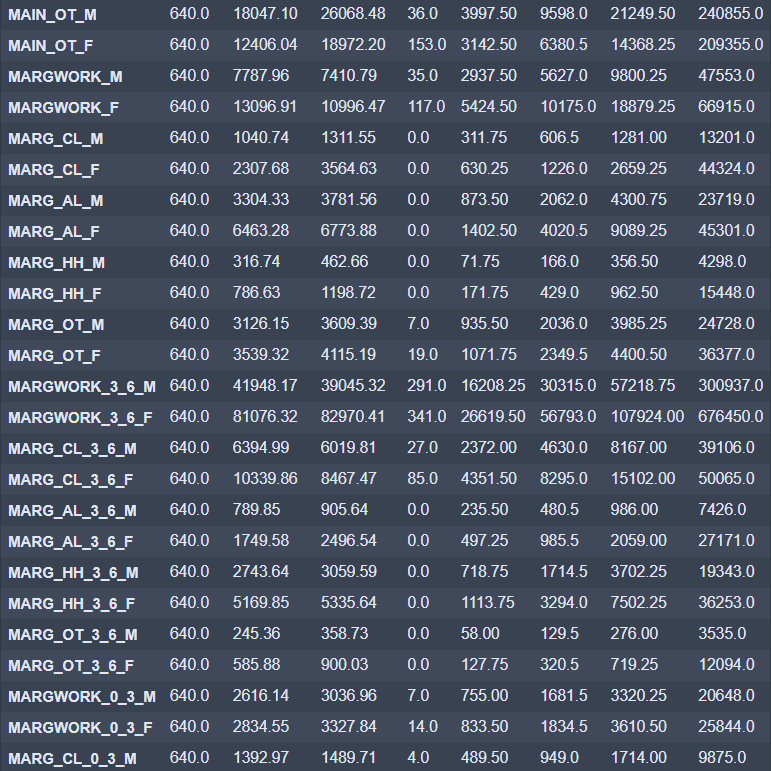 MAIN_OT_M 640.0 18047.10 26068.48 36.0 3997.50 9598.0 21249.50 240855.0
MAIN_OT_F 640.0 12406.04 18972.20 153.0 3142.50 6380.5 14368.25 209355.0
MARGWORK_M 640.0 7787.96 7410.79 35.0 2937.50 5627.0 9800.25 47553.0
MARGWORK_F 640.0 13096.91 10996.47 117.0 5424.50 10175.0 18879.25 66915.0
MARG_CL_M 640.0 1040.74 1311.55 0.0 311.75 606.5 1281.00 13201.0
MARG_CL_F 640.0 2307.68 3564.63 0.0 630.25 1226.0 2659.25 44324.0
MARG_AL_M 640.0 3304.33 3781.56 0.0 873.50 2062.0 4300.75 23719.0
MARG_AL_F 640.0 6463.28 6773.88 0.0 1402.50 4020.5 9089.25 45301.0
MARG_HH_M 640.0 316.74 462.66 0.0 71.75 166.0 356.50 4298.0
MARG_HH_F 640.0 786.63 1198.72 0.0 171.75 429.0 962.50 15448.0
MARG_OT_M 640.0 3126.15 3609.39 7.0 935.50 2036.0 3985.25 24728.0
MARG_OT_F 640.0 3539.32 4115.19 19.0 1071.75 2349.5 4400.50 36377.0
MARGWORK_3_6_M 640.0 41948.17 39045.32 291.0 16208.25 30315.0 57218.75 300937.0
MARGWORK_3_6_F 640.0 81076.32 82970.41 341.0 26619.50 56793.0 107924.00 676450.0
MARG_CL_3_6_M 640.0 6394.99 6019.81 27.0 2372.00 4630.0 8167.00 39106.0
MARG_CL_3_6_F 640.0 10339.86 8467.47 85.0 4351.50 8295.0 15102.00 50065.0
MARG_AL_3_6_M 640.0 789.85 905.64 0.0 235.50 480.5 986.00 7426.0
MARG_AL_3_6_F 640.0 1749.58 2496.54 0.0 497.25 985.5 2059.00 27171.0
MARG_HH_3_6_M 640.0 2743.64 3059.59 0.0 718.75 1714.5 3702.25 19343.0
MARG_HH_3_6_F 640.0 5169.85 5335.64 0.0 1113.75 3294.0 7502.25 36253.0
MARG_OT_3_6_M 640.0 245.36 358.73 0.0 58.00 129.5 276.00 3535.0
MARG_OT_3_6_F 640.0 585.88 900.03 0.0 127.75 320.5 719.25 12094.0
MARGWORK_0_3_M 640.0 2616.14 3036.96 7.0 755.00 1681.5 3320.25 20648.0
MARGWORK_0_3_F 640.0 2834.55 3327.84 14.0 833.50 1834.5 3610.50 25844.0
MARG_CL_0_3_M 640.0 1392.97 1489.71 4.0 489.50 949.0 1714.00 9875.0